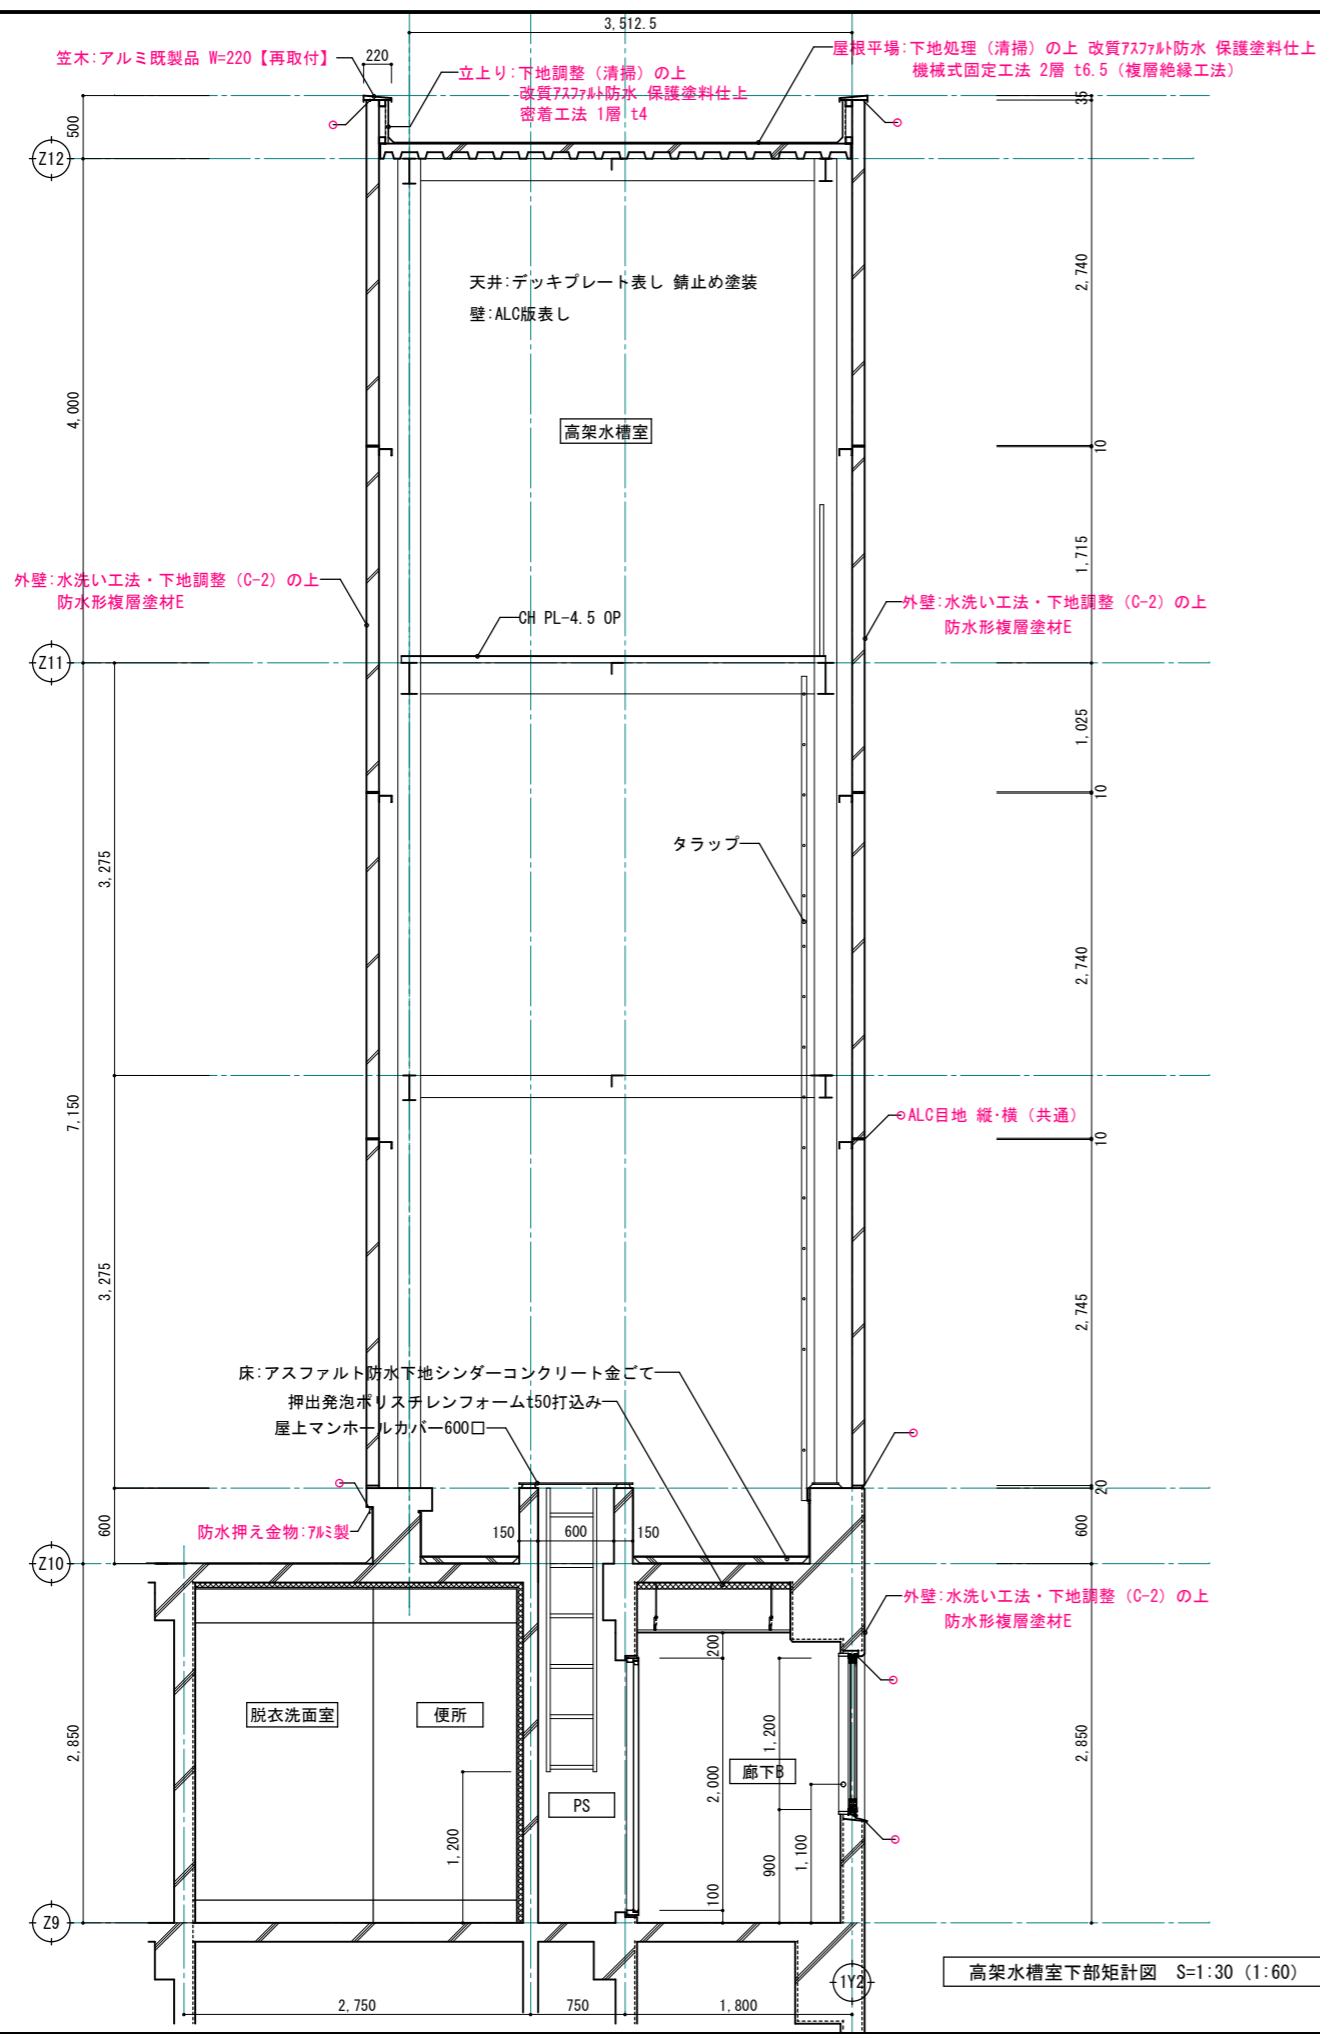 3,512.5
笠木:アルミ既製品 W=220【再取付】
220
立上り:下地調整（清掃）の上
改質ｱｽﾌｧﾙﾄ防水 保護塗料仕上
密着工法 1層 t4
屋根平場:下地処理（清掃）の上 改質ｱｽﾌｧﾙﾄ防水 保護塗料仕上
機械式固定工法 2層 t6.5（複層絶縁工法）
500
35
Z12
天井:デッキプレート表し 錆止め塗装
壁:ALC版表し
2,740
4,000
高架水槽室
10
1,715
外壁:水洗い工法・下地調整（C-2）の上
防水形複層塗材E
CH PL-4.5 OP
外壁:水洗い工法・下地調整（C-2）の上
防水形複層塗材E
Z11
1,025
10
タラップ
3,275
2,740
7,150
ALC目地 縦・横（共通）
10
3,275
2,745
床:アスファルト防水下地シンダーコンクリート金ごて
押出発泡ポリスチレンフォームt50打込み
屋上マンホールカバー600口
20
600
防水押え金物:ｱﾙﾐ製
150
600
150
600
Z10
外壁:水洗い工法・下地調整（C-2）の上
防水形複層塗材E
200
脱衣洗面室
便所
1,200
2,850
2,850
廊下B
2,000
PS
1,200
1,100
900
100
Z9
1Y2
高架水槽室下部矩計図 S=1:30（1:60）
2,750
750
1,800